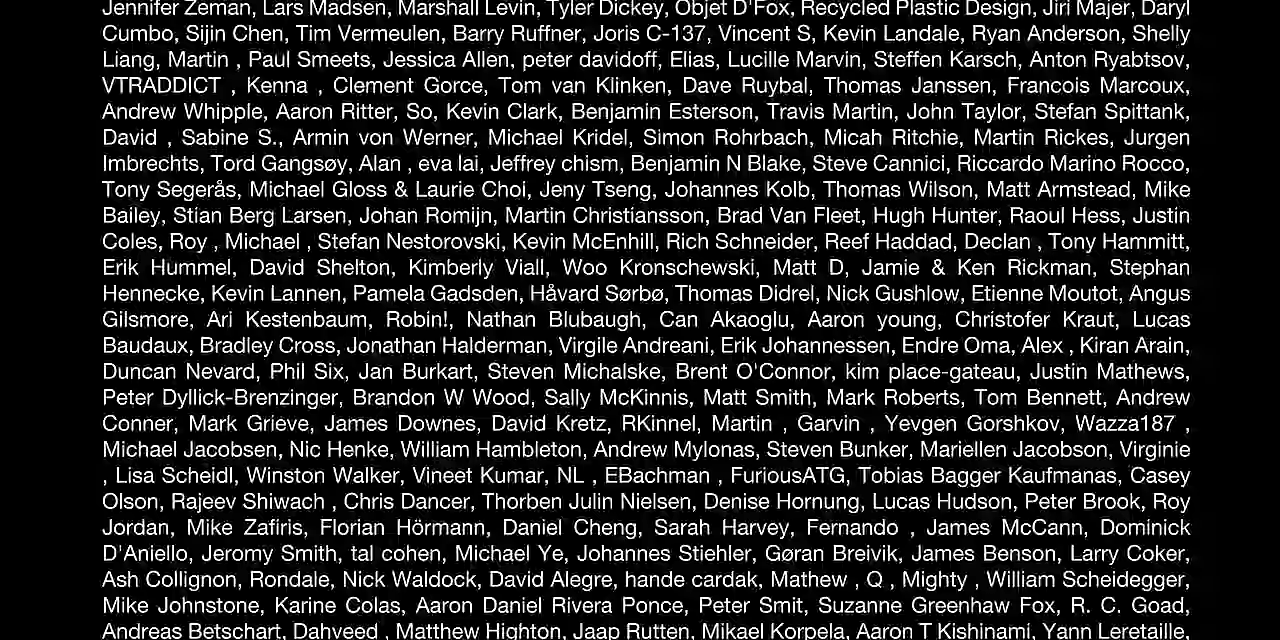 Jennifer Zeman, Lars Madsen, Marshall Levin, Tyler Dickey, Objet D'Fox, Recycled Plastic Design, Jiri Majer, Daryl
Cumbo, Sijin Chen, Tim Vermeulen, Barry Ruffner, Joris C-137, Vincent S, Kevin Landale, Ryan Anderson, Shelly
Liang, Martin , Paul Smeets, Jessica Allen, peter davidoff, Elias, Lucille Marvin, Steffen Karsch, Anton Ryabtsov,
VTRADDICT , Kenna , Clement Gorce, Tom van Klinken, Dave Ruybal, Thomas Janssen, Francois Marcoux,
Andrew Whipple, Aaron Ritter, So, Kevin Clark, Benjamin Esterson, Travis Martin, John Taylor, Stefan Spittank,
David , Sabine S., Armin von Werner, Michael Kridel, Simon Rohrbach, Micah Ritchie, Martin Rickes, Jurgen
Imbrechts, Tord Gangsøy, Alan , eva lai, Jeffrey chism, Benjamin N Blake, Steve Cannici, Riccardo Marino Rocco,
Tony Segerås, Michael Gloss & Laurie Choi, Jeny Tseng, Johannes Kolb, Thomas Wilson, Matt Armstead, Mike
Bailey, Stian Berg Larsen, Johan Romijn, Martin Christiansson, Brad Van Fleet, Hugh Hunter, Raoul Hess, Justin
Coles, Roy , Michael , Stefan Nestorovski, Kevin McEnhill, Rich Schneider, Reef Haddad, Declan , Tony Hammitt,
Erik Hummel, David Shelton, Kimberly Viall, Woo Kronschewski, Matt D, Jamie & Ken Rickman, Stephan
Hennecke, Kevin Lannen, Pamela Gadsden, Håvard Sørbø, Thomas Didrel, Nick Gushlow, Etienne Moutot, Angus
Gilsmore, Ari Kestenbaum, Robin!, Nathan Blubaugh, Can Akaoglu, Aaron young, Christofer Kraut, Lucas
Baudaux, Bradley Cross, Jonathan Halderman, Virgile Andreani, Erik Johannessen, Endre Oma, Alex , Kiran Arain,
Duncan Nevard, Phil Six, Jan Burkart, Steven Michalske, Brent O'Connor, kim place-gateau, Justin Mathews,
Peter Dyllick-Brenzinger, Brandon W Wood, Sally McKinnis, Matt Smith, Mark Roberts, Tom Bennett, Andrew
Conner, Mark Grieve, James Downes, David Kretz, RKinnel, Martin , Garvin , Yevgen Gorshkov, Wazza187 ,
Michael Jacobsen, Nic Henke, William Hambleton, Andrew Mylonas, Steven Bunker, Mariellen Jacobson, Virginie
, Lisa Scheidl, Winston Walker, Vineet Kumar, NL , EBachman , FuriousATG, Tobias Bagger Kaufmanas, Casey
Olson, Rajeev Shiwach , Chris Dancer, Thorben Julin Nielsen, Denise Hornung, Lucas Hudson, Peter Brook, Roy
Jordan, Mike Zafiris, Florian Hörmann, Daniel Cheng, Sarah Harvey, Fernando , James McCann, Dominick
D'Aniello, Jeromy Smith, tal cohen, Michael Ye, Johannes Stiehler, Gøran Breivik, James Benson, Larry Coker,
Ash Collignon, Rondale, Nick Waldock, David Alegre, hande cardak, Mathew , Q , Mighty , William Scheidegger,
Mike Johnstone, Karine Colas, Aaron Daniel Rivera Ponce, Peter Smit, Suzanne Greenhaw Fox, R. C. Goad,
Andreas Betschart, Dahveed , Matthew Highton, Jaap Rutten, Mikael Korpela, Aaron T Kishinami, Yann Leretaille,